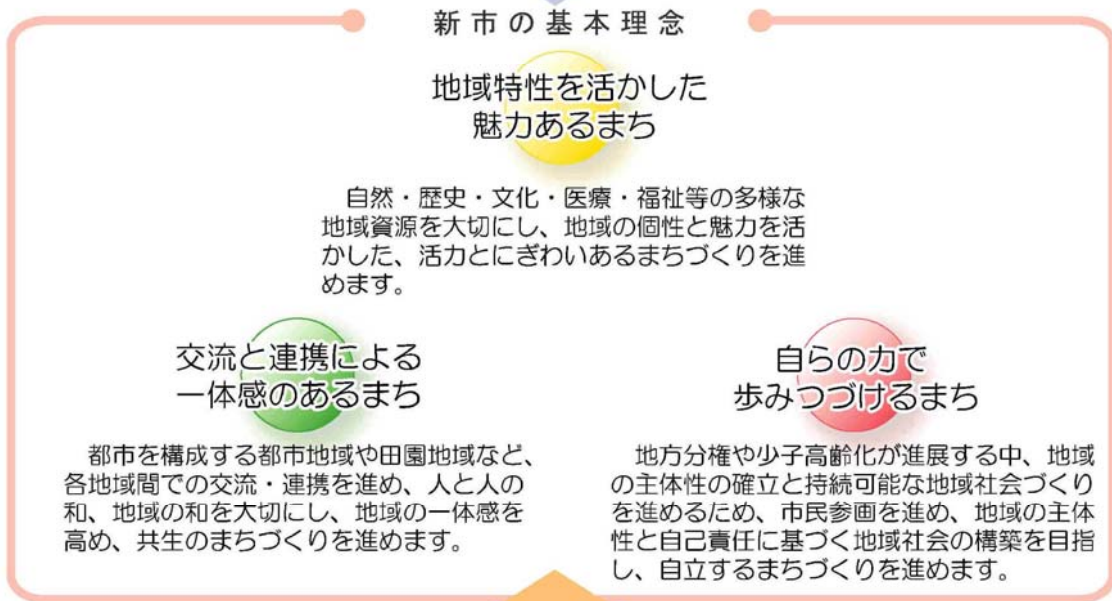 新市の基本理念
地域特性を活かした
魅力あるまち
自然・歴史・文化・医療・福祉等の多様な
地域資源を大切にし、地域の個性と魅力を活
かした、活力とにぎわいあるまちづくりを進
めます。
交流と連携による
一体感のあるまち
都市を構成する都市地域や田園地域など、
各地域間での交流・連携を進め、人と人の
和、地域の和を大切にし、地域の一体感を
高め、共生のまちづくりを進めます。
自らの力で
歩みつづけるまち
地方分権や少子高齢化が進展する中、地域
の主体性の確立と持続可能な地域社会づくり
を進めるため、市民参画を進め、地域の主体
性と自己責任に基づく地域社会の構築を目指
し、自立するまちづくりを進めます。